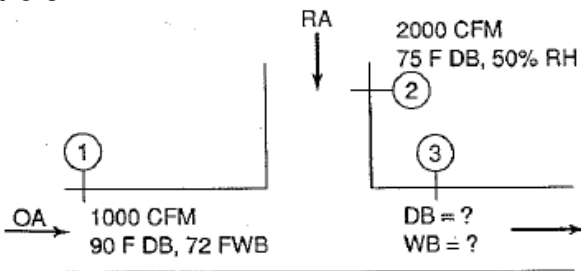 RA
2000 CFM
75 F DB, 50% RH
2
1
3
OA
1000 CFM
90 F DB, 72 FWB
DB = ?
WB = ?